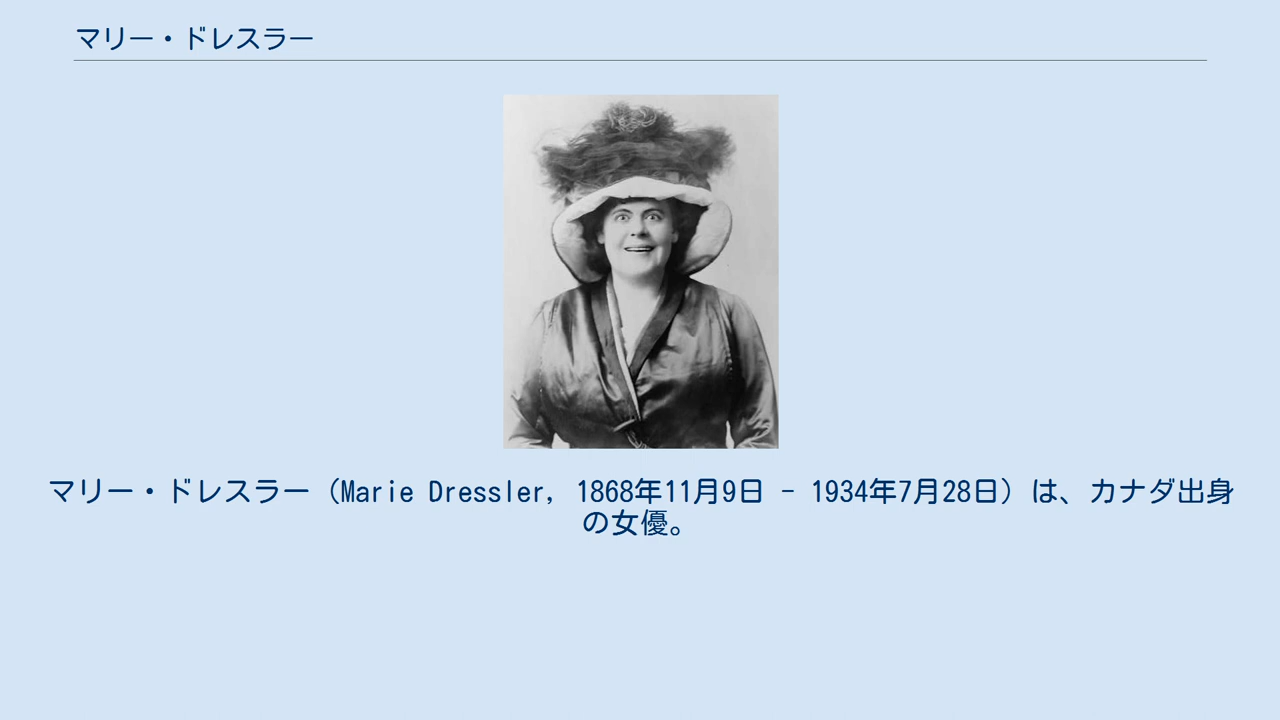 マリー・ドレスラー
マリー・ドレスラー（Marie Dressler, 1868年11月9日 - 1934年7月28日）は、カナダ出身
の女優。